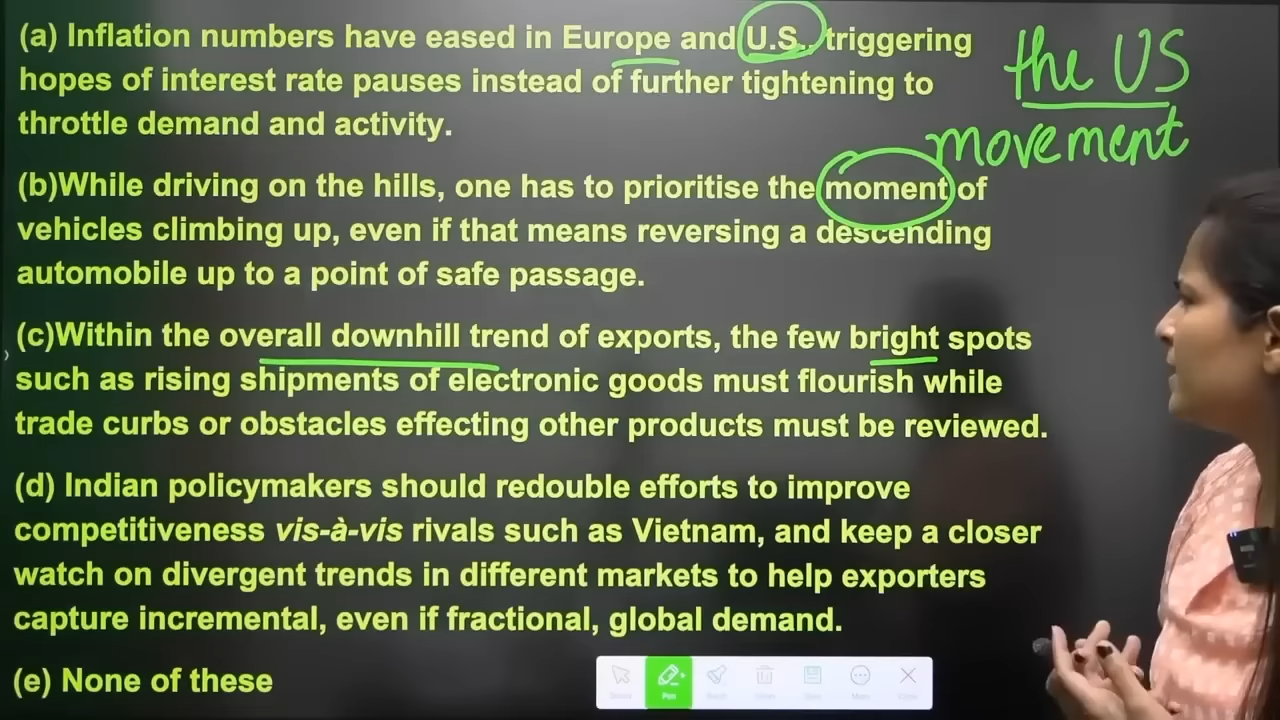 (a) Inflation numbers have eased in Europe and U.S., triggering
hopes of interest rate pauses instead of further tightening to
throttle demand and activity.
the US
movement
(b)While driving on the hills, one has to prioritise the moment of
vehicles climbing up, even if that means reversing a descending
automobile up to a point of safe passage.
(c)Within the overall downhill trend of exports, the few bright spots
such as rising shipments of electronic goods must flourish while
trade curbs or obstacles effecting other products must be reviewed.
(d) Indian policymakers should redouble efforts to improve
competitiveness vis-à-vis rivals such as Vietnam, and keep a closer
watch on divergent trends in different markets to help exporters
capture incremental, even if fractional, global demand.
(e) None of these
Pen